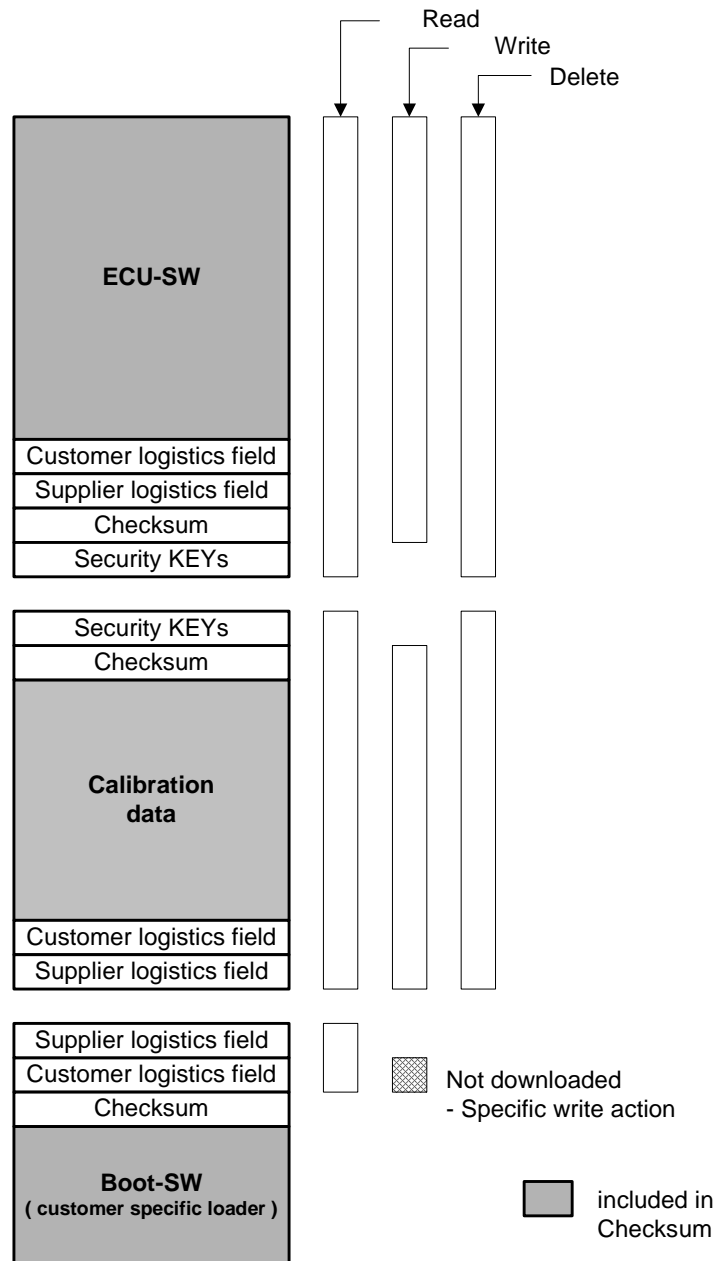 Read
Write
Delete
ECU-SW
Customer logistics field
Supplier logistics field
Checksum
Security KEYs
Security KEYs
Checksum
Calibration
data
Customer logistics field
Supplier logistics field
Supplier logistics field
Customer logistics field
Checksum
Not downloaded
- Specific write action
Boot-SW
( customer specific loader )
included in
Checksum